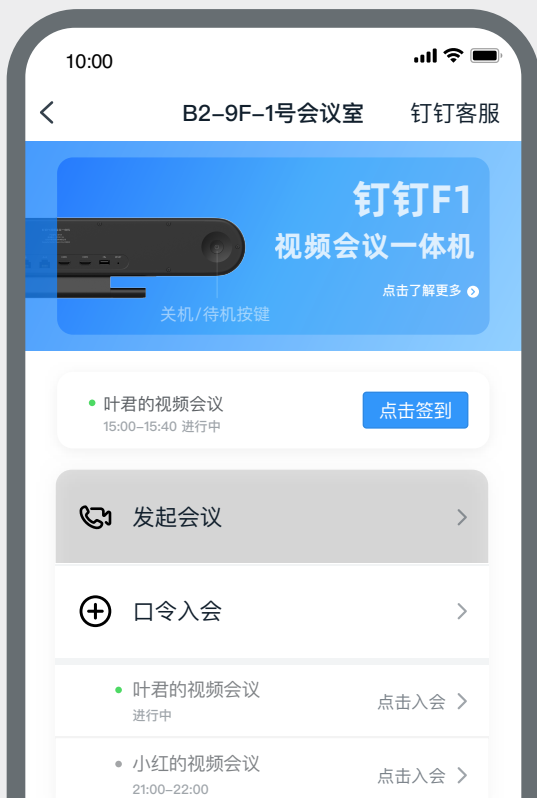 10:00
B2-9F-1号会议室
钉钉客服
钉钉F1
视频会议一体机
点击了解更多
关机/待机按键
叶君的视频会议
15:00-15:40 进行中
点击签到
发起会议
口令入会
叶君的视频会议
进行中
点击入会
小红的视频会议
21:00-22:00
点击入会